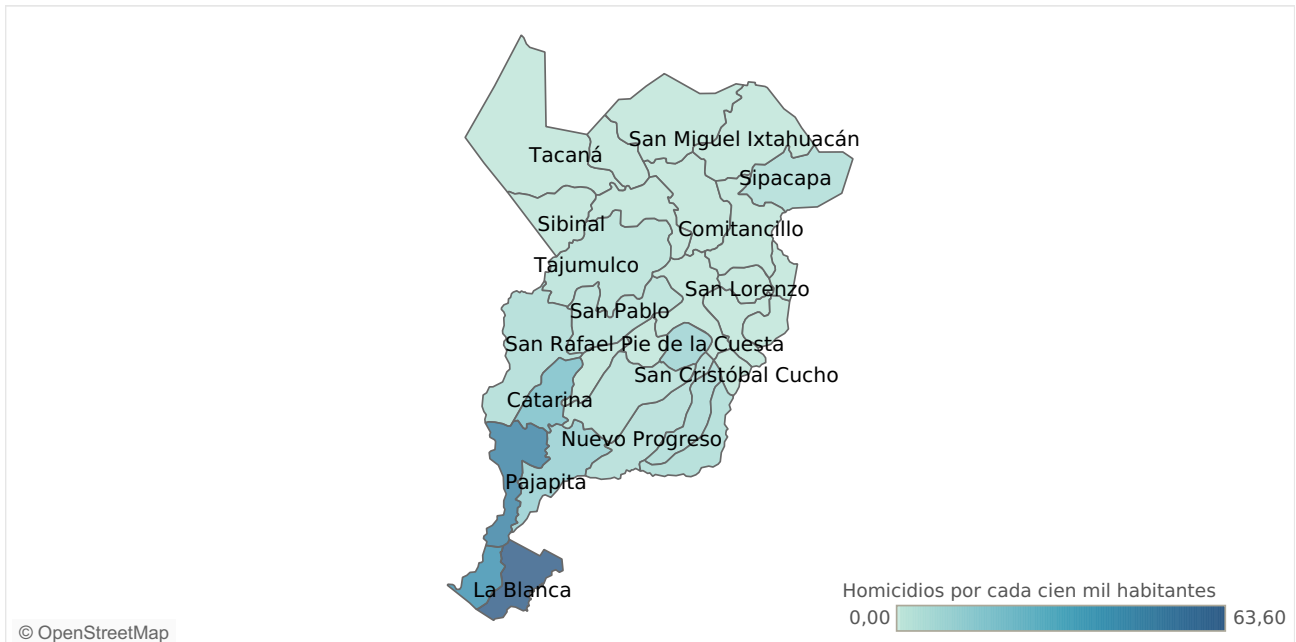 San Miguel Ixtahuacán
Tacaná
Sipacapa
Sibinal
Comitancillo
Tajumulco
San Lorenzo
San Pablo
San Rafael Pie de la Cuesta
San Cristóbal Cucho
Catarina
Nuevo Progreso
Pajapita
La Blanca
Homicidios por cada cien mil habitantes
0,00 63,60
© OpenStreetMap